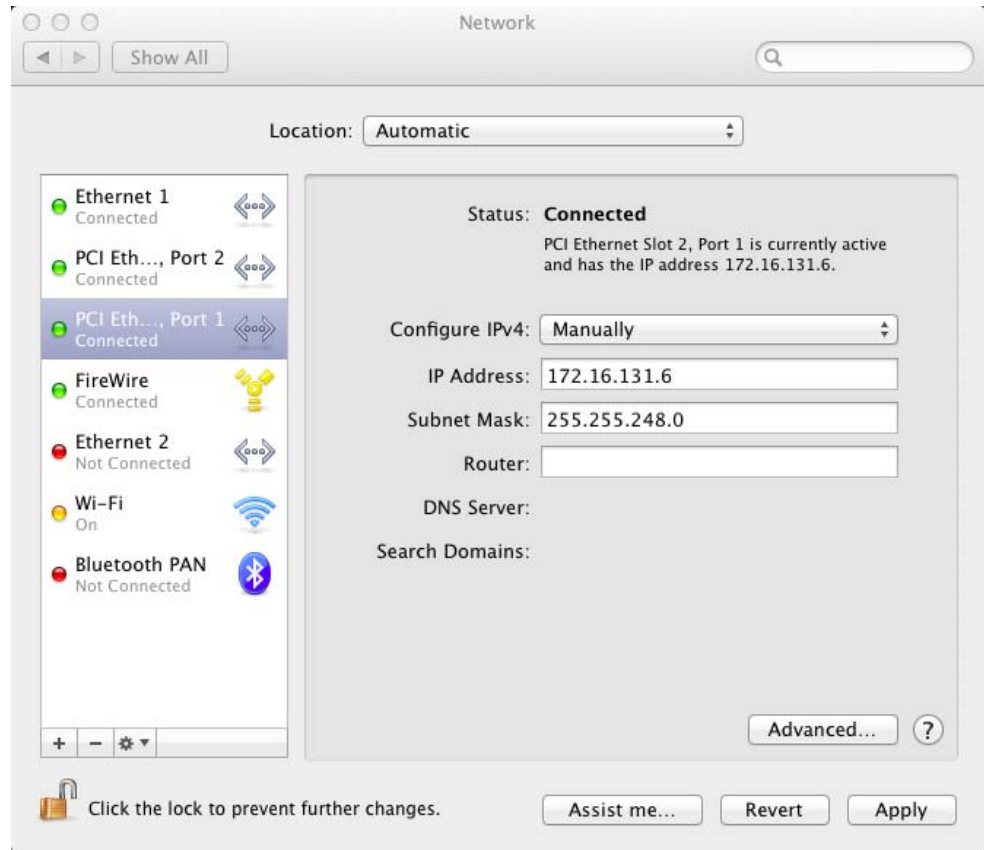 Network
Show All
Location: Automatic
Ethernet 1
Connected
PCI Eth..., Port 2
Connected
PCI Eth..., Port 1
Connected
FireWire
Connected
Ethernet 2
Not Connected
Wi-Fi
On
Bluetooth PAN
Not Connected
Status: Connected
PCI Ethernet Slot 2, Port 1 is currently active
and has the IP address 172.16.131.6.
Configure IPv4: Manually
IP Address: 172.16.131.6
Subnet Mask: 255.255.248.0
Router:
DNS Server:
Search Domains:
Advanced... ?
Click the lock to prevent further changes.
Assist me... Revert Apply